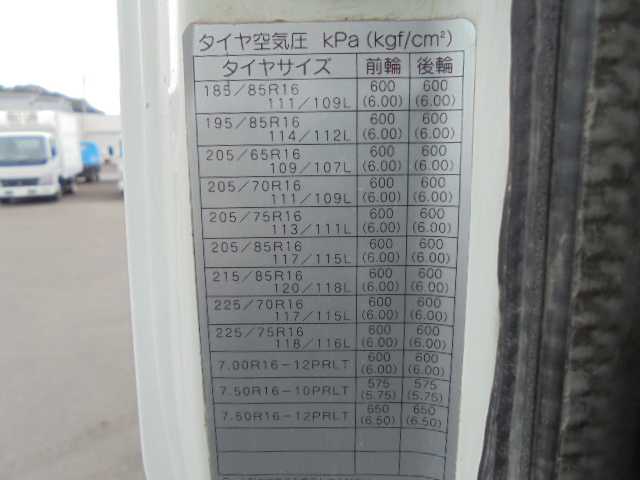 タイヤ空気圧 kPa(kgf/cm²)
タイヤサイズ 前輪 後輪
185/85R16 600 600
111/109L (6.00) (6.00)
195/85R16 600 600
114/112L (6.00) (6.00)
205/65R16 600 600
109/107L (6.00) (6.00)
205/70R16 600 600
111/109L (6.00) (6.00)
205/75R16 600 600
113/111L (6.00) (6.00)
205/85R16 600 600
117/115L (6.00) (6.00)
215/85R16 600 600
120/118L (6.00) (6.00)
225/70R16 600 600
117/115L (6.00) (6.00)
225/75R16 600 600
118/116L (6.00) (6.00)
7.00R16-12PRLT 600 600
(6.00) (6.00)
7.50R16-10PRLT 575 575
(5.75) (5.75)
7.50R16-12PRLT 650 650
(6.50) (6.50)